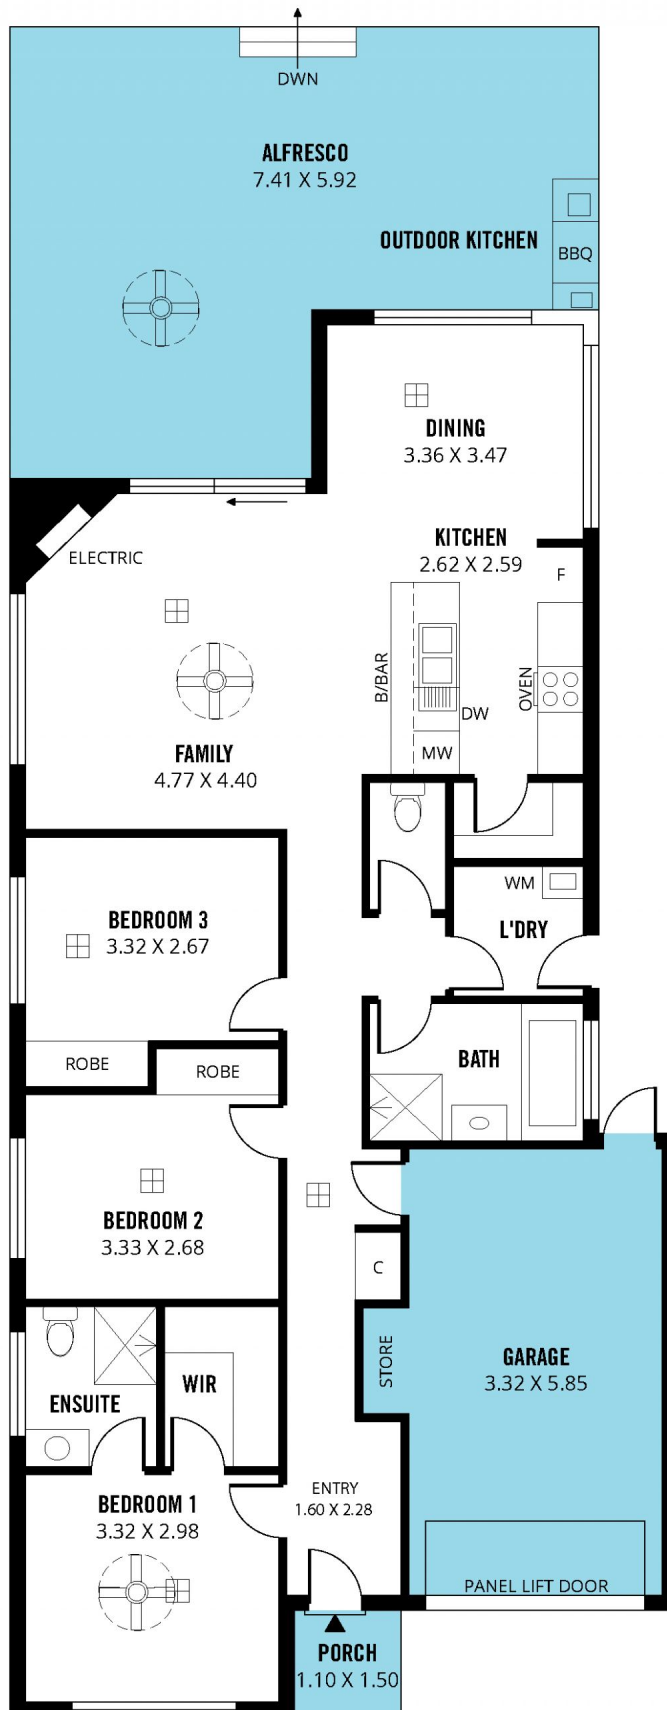 DWN
ALFRESCO
7.41 X 5.92
OUTDOOR KITCHEN
BBQ
DINING
3.36 X 3.47
KITCHEN
2.62 X 2.59
ELECTRIC
F
B/BAR
OVEN
DW
MW
FAMILY
4.77 X 4.40
WM
L'DRY
BEDROOM 3
3.32 X 2.67
ROBE
ROBE
BATH
BEDROOM 2
3.33 X 2.68
C
STORE
GARAGE
3.32 X 5.85
WIR
ENSUITE
ENTRY
1.60 X 2.28
BEDROOM 1
3.32 X 2.98
PANEL LIFT DOOR
PORCH
1.10 X 1.50